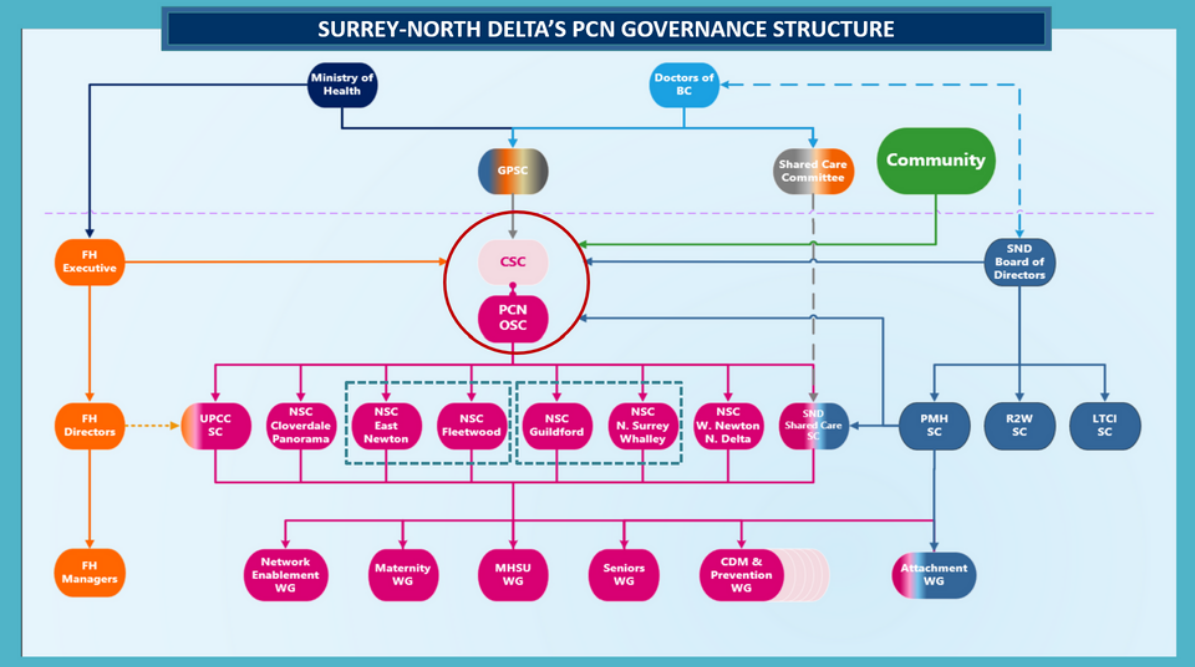 SURREY-NORTH DELTA'S PCN GOVERNANCE STRUCTURE
Ministry of
Health
Doctors of
BC
GPSC
Shared Care
Committee
Community
FH
Executive
CSC
SND
Board of
Directors
PCN
OSC
FH
Directors
UPCC
SC
NSC
Cloverdale
Panorama
NSC
East
Newton
NSC
Fleetwood
NSC
Guildford
NSC
N. Surrey
Whalley
NSC
W. Newton
N. Delta
SND
Shared Care
SC
PMH
SC
R2W
SC
LTCI
SC
FH
Managers
Network
Enablement
WG
Maternity
WG
MHSU
WG
Seniors
WG
CDM &
Prevention
WG
Attachment
WG